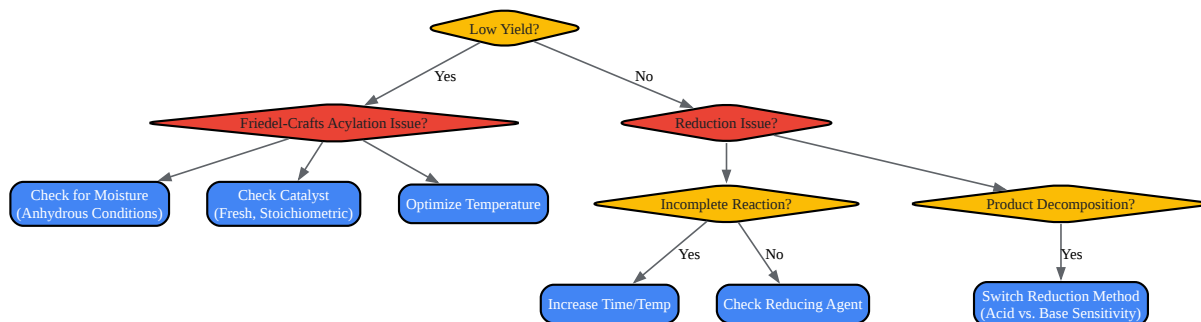 Low Yield?
Yes
No
Friedel-Crafts Acylation Issue?
Reduction Issue?
Check for Moisture
(Anhydrous Conditions)
Check Catalyst
(Fresh, Stoichiometric)
Optimize Temperature
Incomplete Reaction?
Product Decomposition?
Yes
No
Yes
Increase Time/Temp
Check Reducing Agent
Switch Reduction Method
(Acid vs. Base Sensitivity)